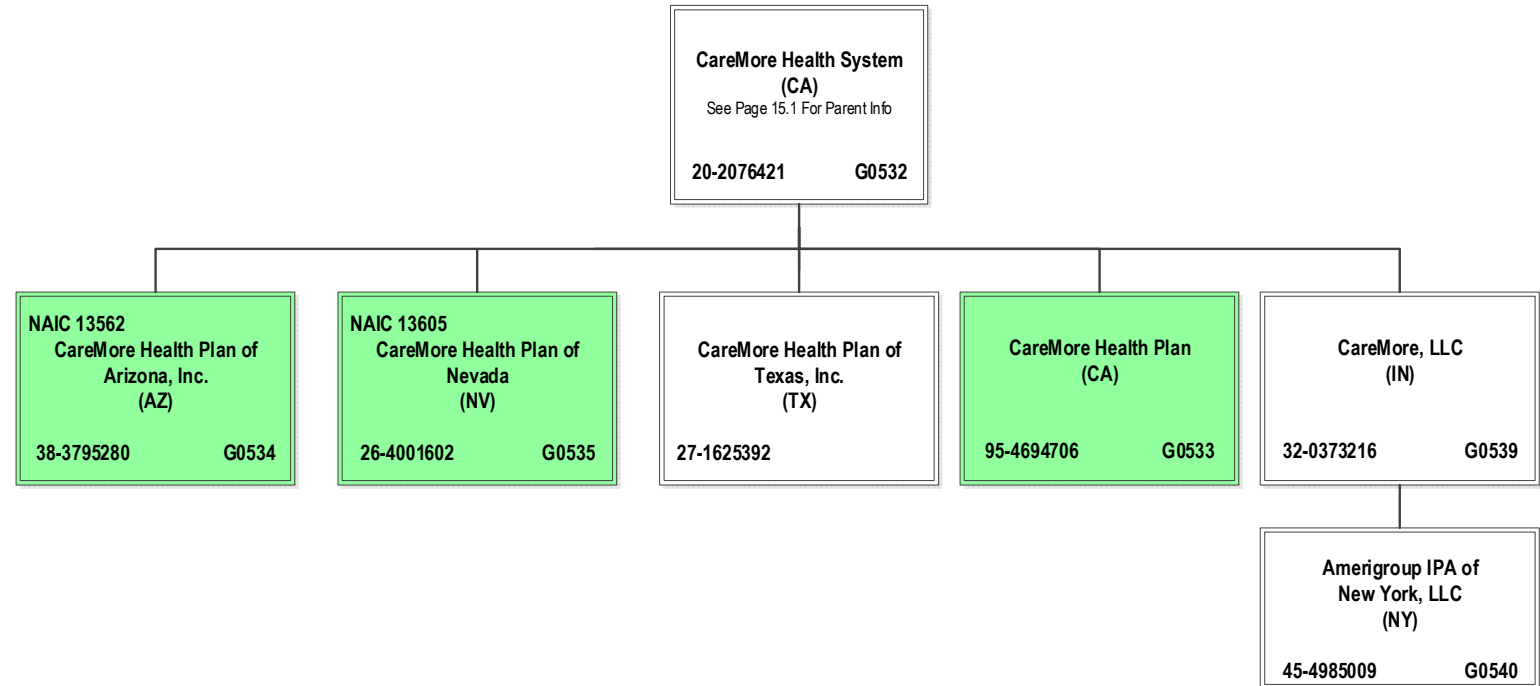 CareMore Health System
(CA)
See Page 15.1 For Parent Info
20-2076421 G0532
NAIC 13562
CareMore Health Plan of
Arizona, Inc.
(AZ)
38-3795280 G0534
NAIC 13605
CareMore Health Plan of
Nevada
(NV)
26-4001602 G0535
CareMore Health Plan of
Texas, Inc.
(TX)
27-1625392
CareMore Health Plan
(CA)
95-4694706 G0533
CareMore, LLC
(IN)
32-0373216 G0539
Amerigroup IPA of
New York, LLC
(NY)
45-4985009 G0540